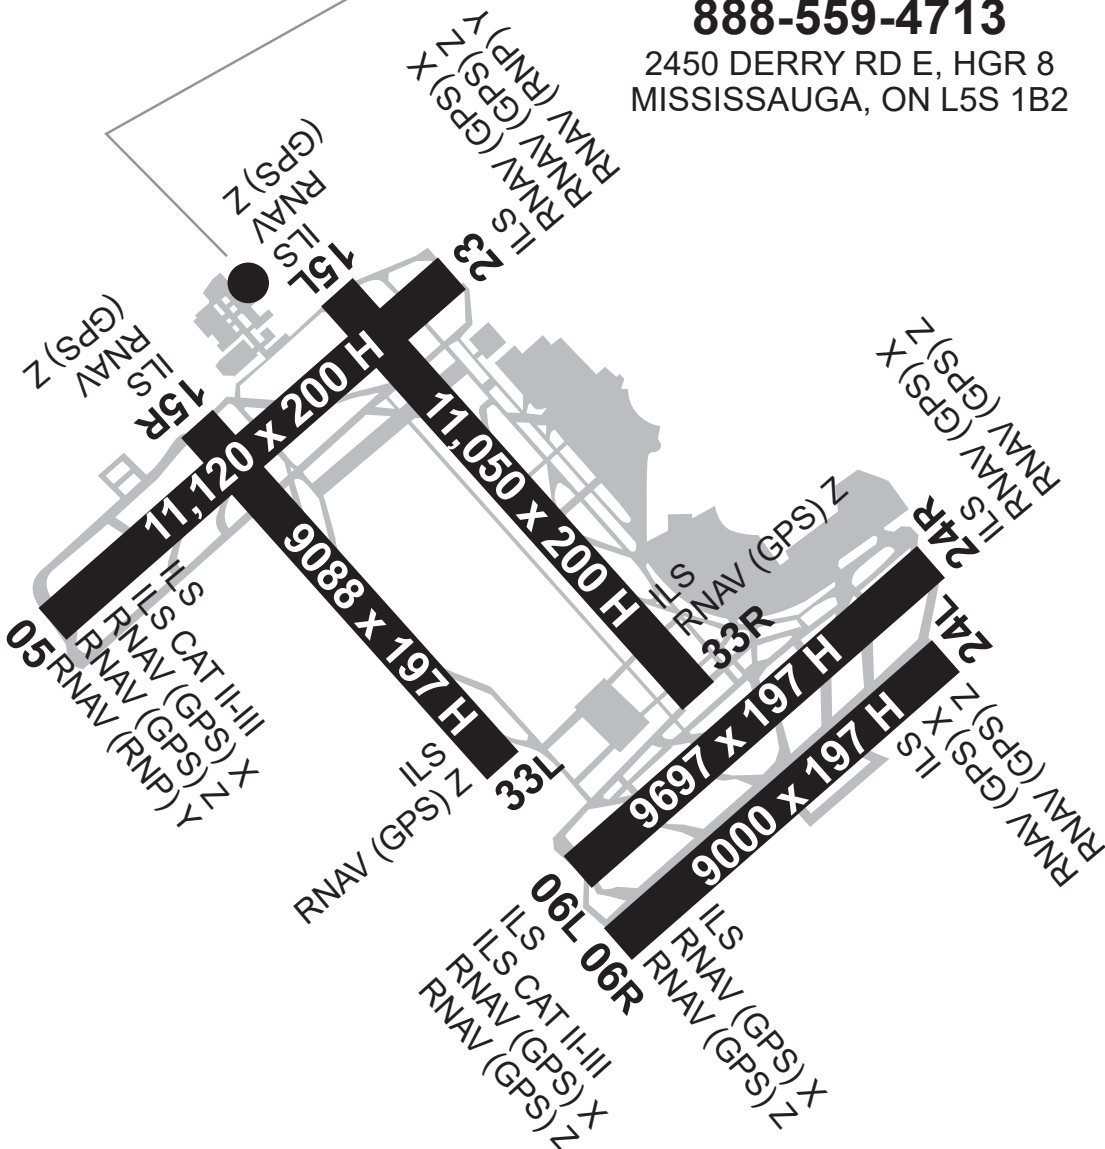 888-559-4713
2450 DERRY RD E, HGR 8
MISSISSAUGA, ON L5S 1B2
23
ILS
RNAV (GPS) X
RNAV (GPS) Z
RNAV (RNP) Y
15L
ILS
RNAV
(GPS) Z
15R
ILS R
RNAV
(GPS) Z
11,120 x 200 H
11,050 x 200 H
9088 x 197 H
24R
ILS
RNAV (GPS) X
RNAV (GPS) Z
ILS
RNAV (GPS) Z
33R
05
ILS
ILS CAT II-III
RNAV (GPS) X
RNAV (GPS) Z
RNAV (RNP) Y
24L
ILS
RNAV (GPS) X
RNAV (GPS) Z
9697 x 197 H
9000 x 197 H
33L
ILS
RNAV (GPS) Z
06L
ILS
ILS CAT II-III
RNAV (GPS) X
RNAV (GPS) Z
06R
ILS
RNAV (GPS) X
RNAV (GPS) Z